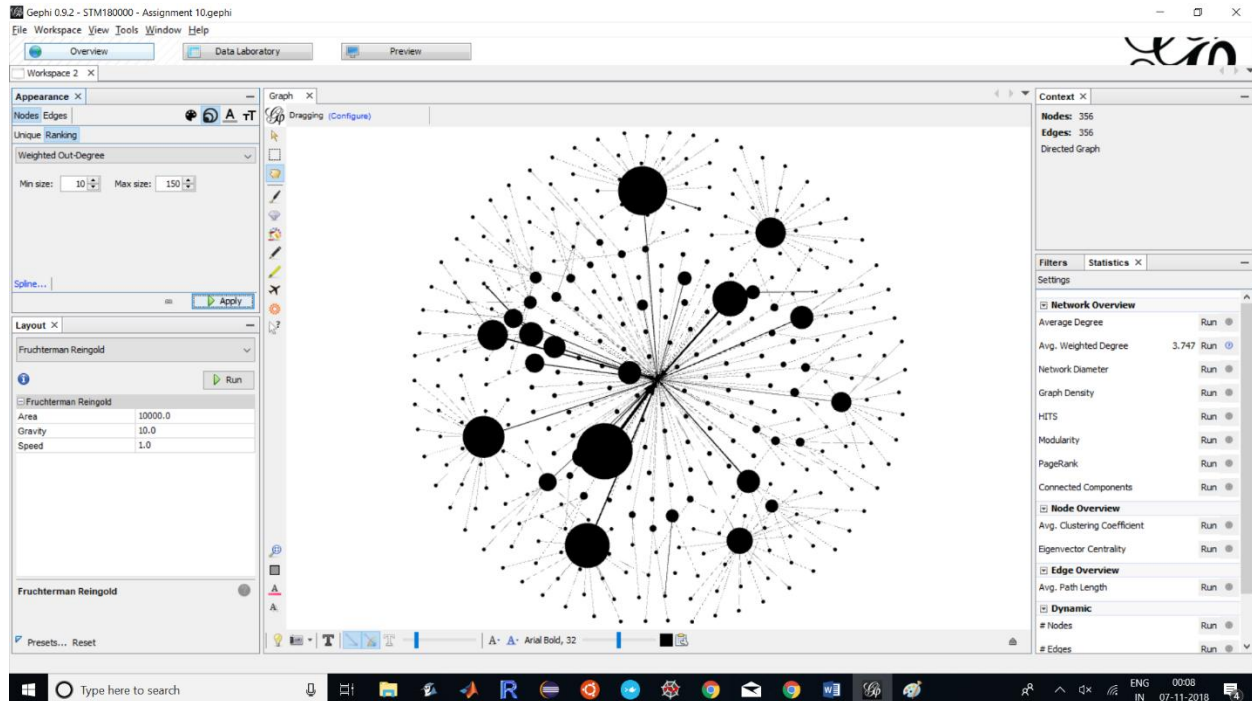 Gephi 0.9.2 - STM180000 - Assignment 10.gephi
File Workspace View Tools Window Help
Overview Data Laboratory Preview
Workspace 2
Appearance
Nodes Edges
Unique Ranking
Weighted Out-Degree
Min size: 10 Max size: 150
Spline...
Apply
Layout
Fruchterman Reingold
Run
Fruchterman Reingold
Area 10000.0
Gravity 10.0
Speed 1.0
Fruchterman Reingold
Presets... Reset
Graph
Dragging (Configure)
Arial Bold, 32
Context
Nodes: 356
Edges: 356
Directed Graph
Filters Statistics
Settings
Network Overview
Average Degree Run
Avg. Weighted Degree 3.747 Run
Network Diameter Run
Graph Density Run
HITS Run
Modularity Run
PageRank Run
Connected Components Run
Node Overview
Avg. Clustering Coefficient Run
Eigenvector Centrality Run
Edge Overview
Avg. Path Length Run
Dynamic
# Nodes Run
# Edges Run
Type here to search
ENG
IN
00:08
07-11-2018